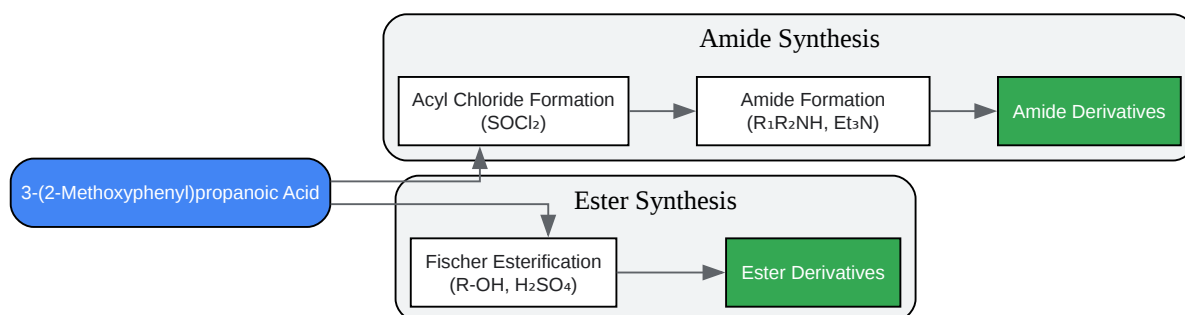 Amide Synthesis
Acyl Chloride Formation
(SOCl₂)
Amide Formation
(R₁R₂NH, Et₃N)
Amide Derivatives
3-(2-Methoxyphenyl)propanoic Acid
Ester Synthesis
Fischer Esterification
(R-OH, H₂SO₄)
Ester Derivatives